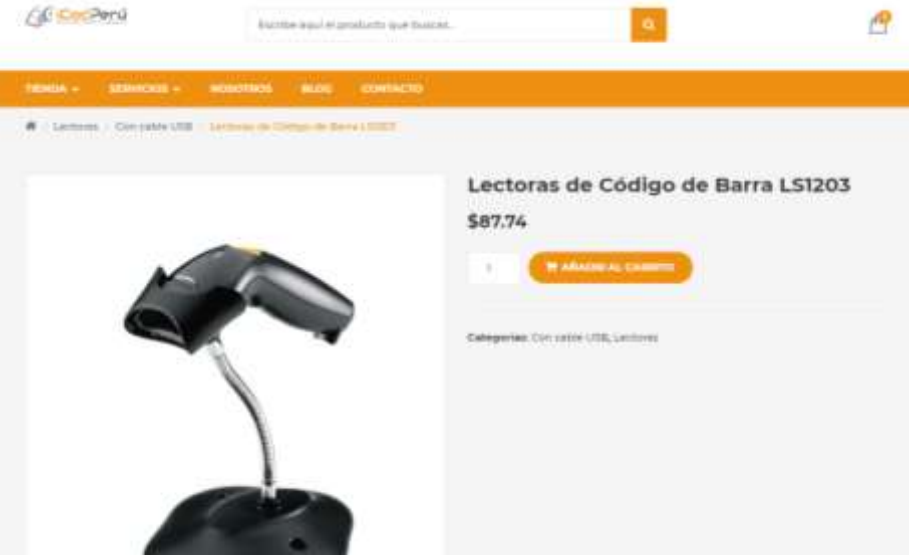 Escribe aquí el producto que buscas...
TIENDA SERVICIOS NOSOTROS BLOG CONTACTO
Lectores Con cable USB Lectoras de Código de Barra LS1203
Lectoras de Código de Barra LS1203
$87.74
1
AÑADIR AL CARRITO
Categorías: Con cable USB, Lectores